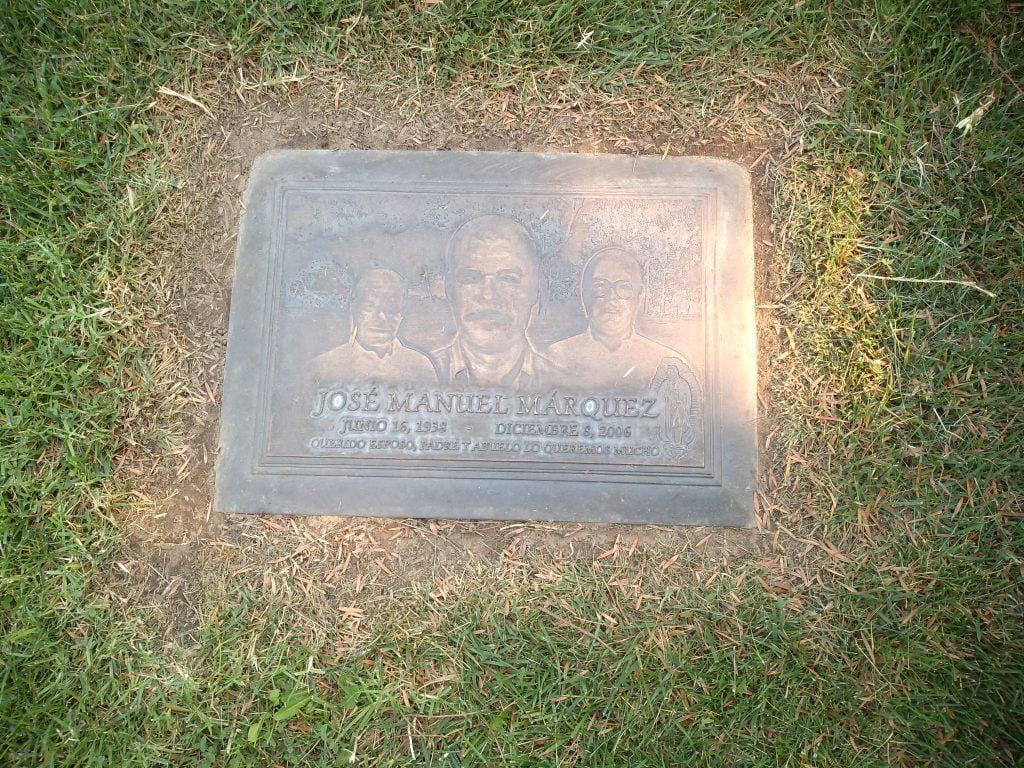 JOSÉ MANUEL MÁRQUEZ
JUNIO 16, 1938 - DICIEMBRE 8, 2006
QUERIDO ESPOSO, PADRE, Y ABUELO LO QUEREMOS MUCHO